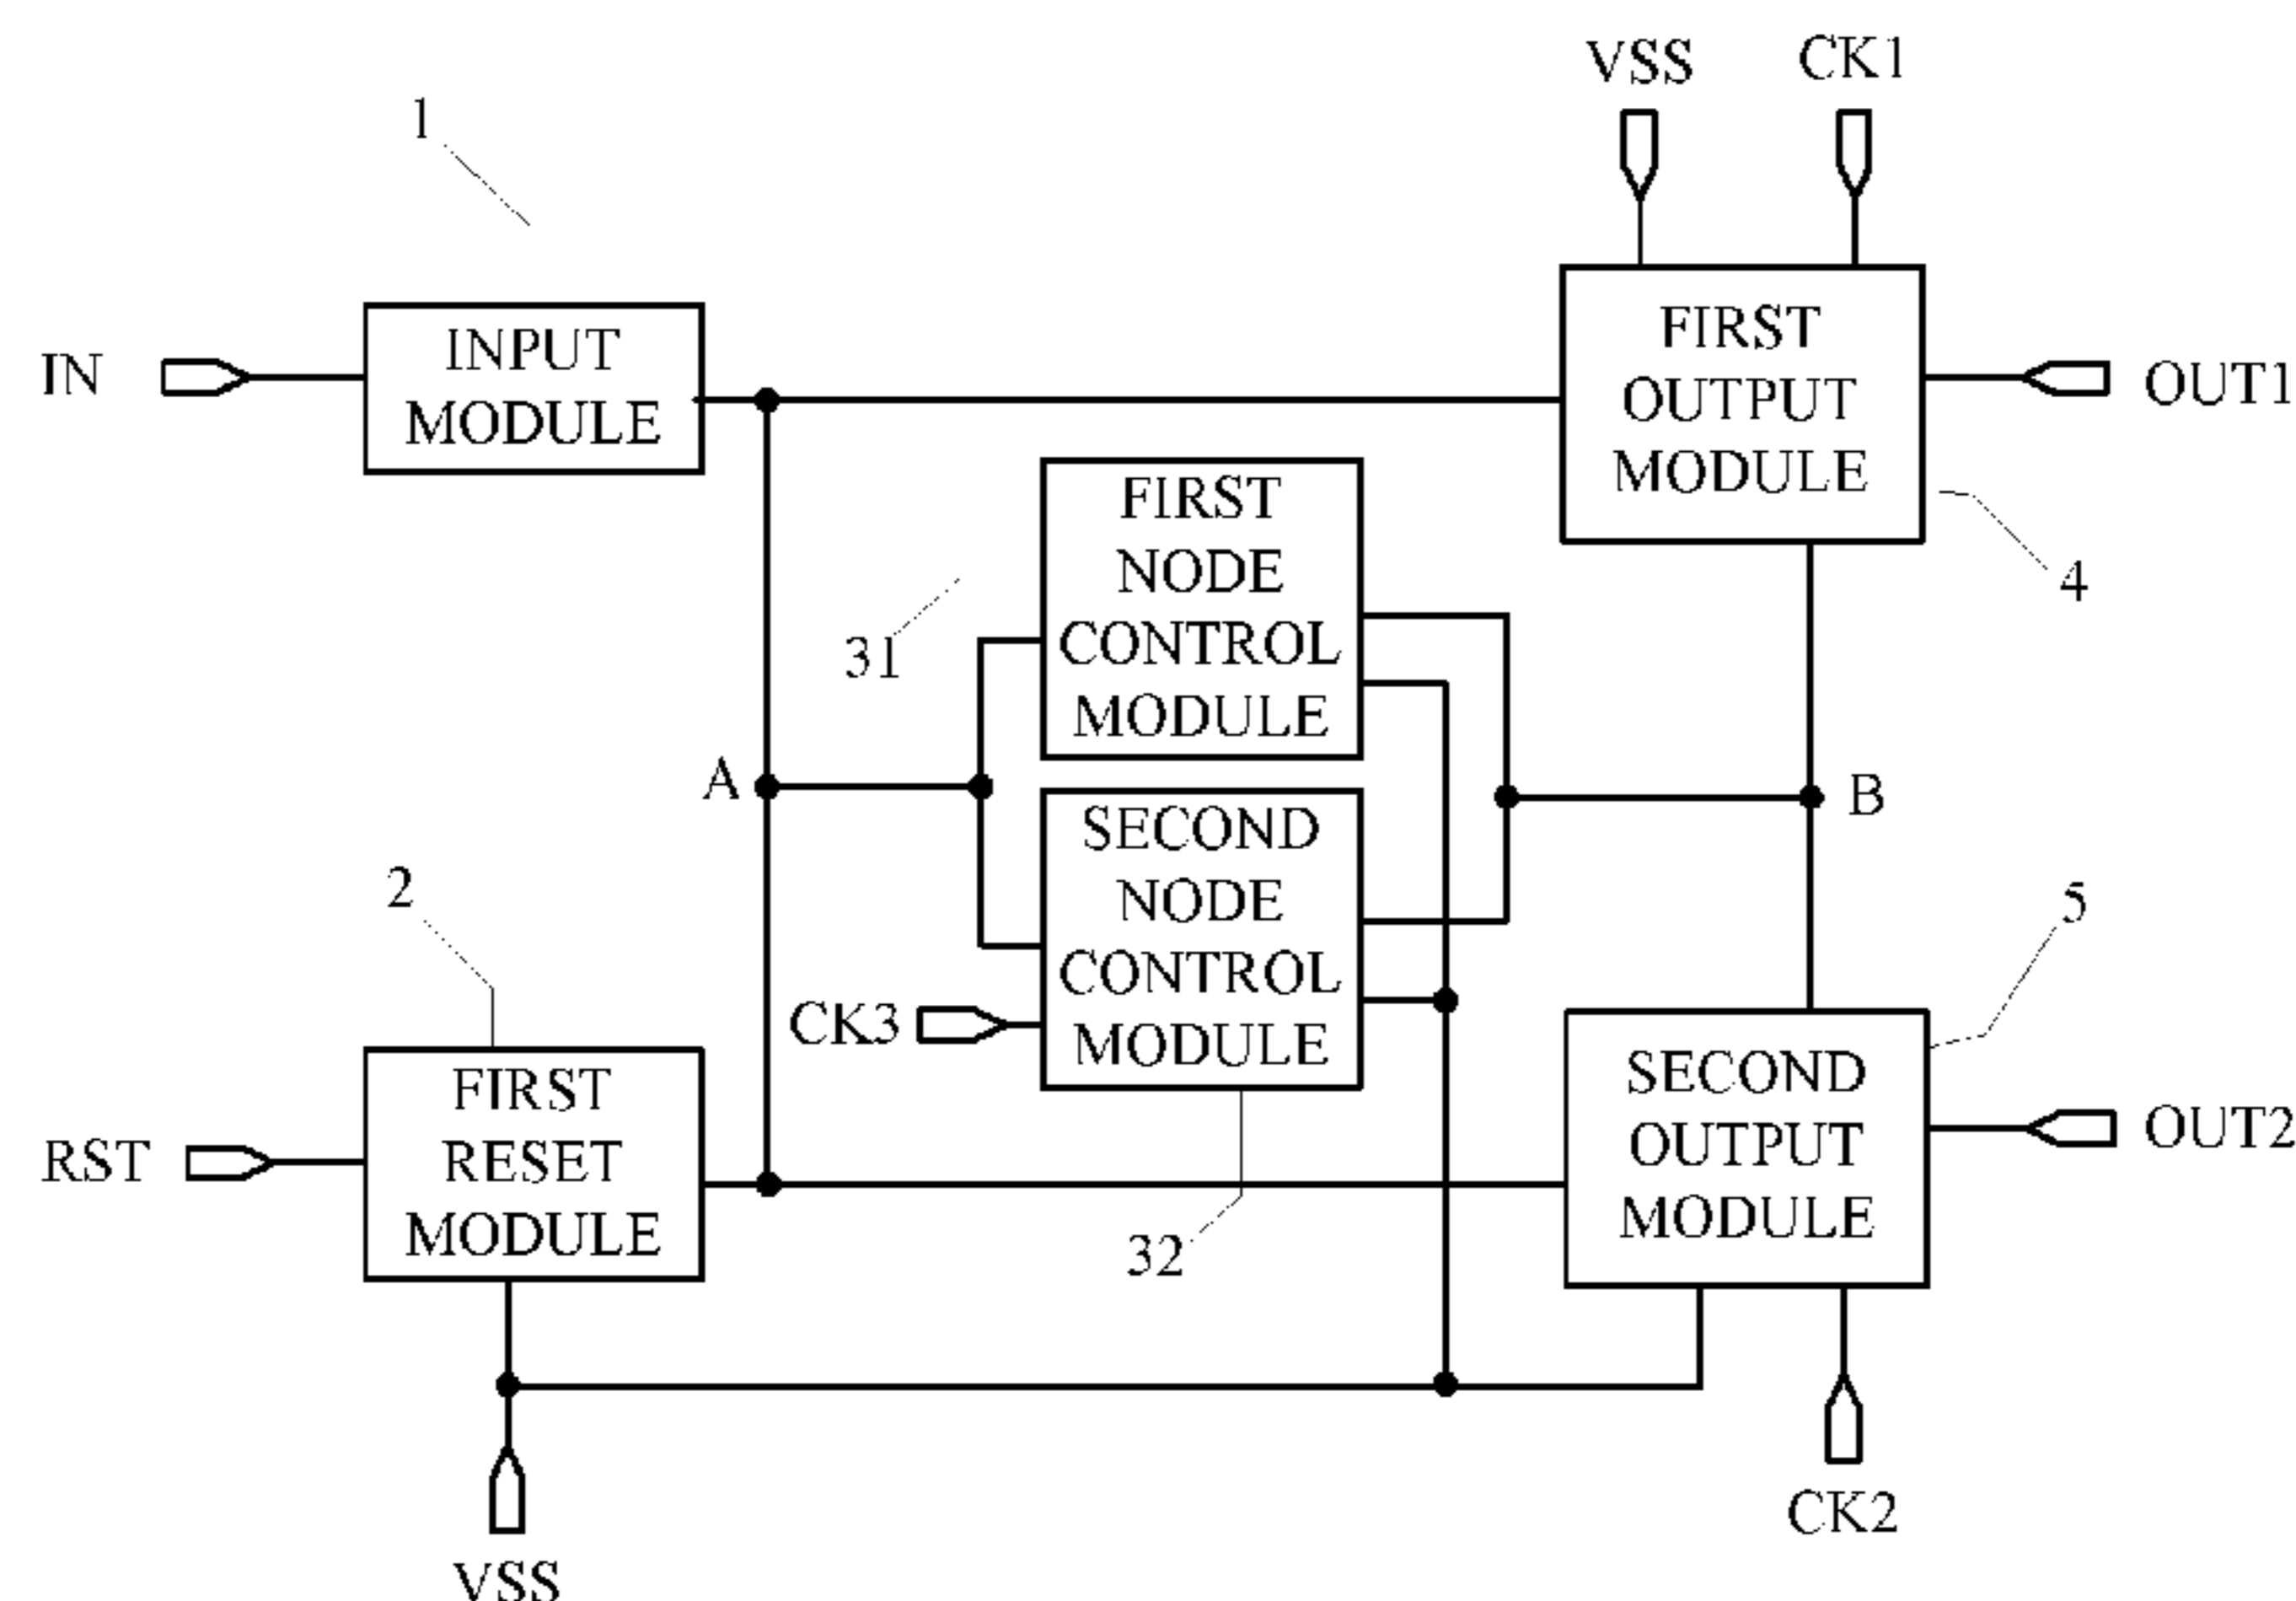 VSS
CK1
1
IN
INPUT
MODULE
FIRST
OUTPUT
MODULE
OUT1
4
FIRST
NODE
CONTROL
MODULE
31
A
B
SECOND
NODE
CONTROL
MODULE
CK3
32
2
FIRST
RESET
MODULE
RST
5
SECOND
OUTPUT
MODULE
OUT2
CK2
VSS